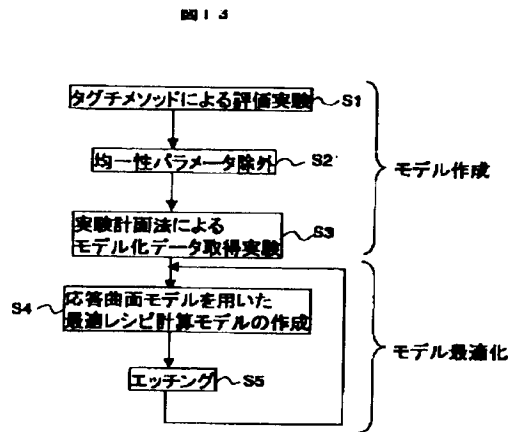 図13
タグチメソッドによる評価実験
S1
均一性パラメータ除外
S2
モデル作成
実験計画法による
モデル化データ取得実験
S3
S4
応答曲面モデルを用いた
最適レシピ計算モデルの作成
モデル最適化
エッチング
S5